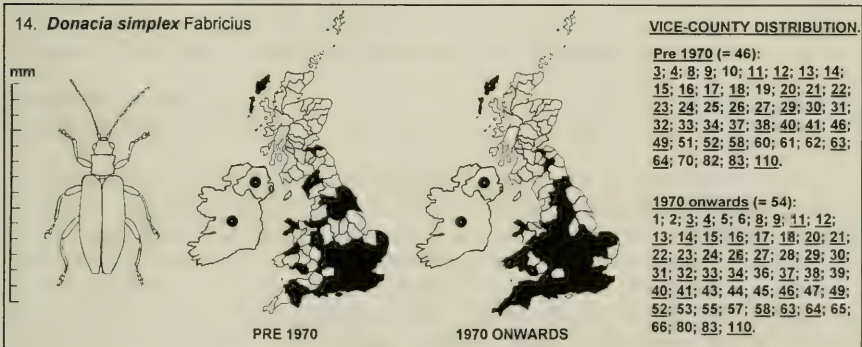 14. Donacia simplex Fabricius
mm
PRE 1970
1970 ONWARDS
VICE-COUNTY DISTRIBUTION.
Pre 1970 (= 46):
3; 4; 8; 9; 10; 11; 12; 13; 14;
15; 16; 17; 18; 19; 20; 21; 22;
23; 24; 25; 26; 27; 29; 30; 31;
32; 33; 34; 37; 38; 40; 41; 46;
49; 51; 52; 58; 60; 61; 62; 63;
64; 70; 82; 83; 110.
1970 onwards (= 54):
1; 2; 3; 4; 5; 6; 8; 9; 11; 12;
13; 14; 15; 16; 17; 18; 20; 21;
22; 23; 24; 26; 27; 28; 29; 30;
31; 32; 33; 34; 36; 37; 38; 39;
40; 41; 43; 44; 45; 46; 47; 49;
52; 53; 55; 57; 58; 63; 64; 65;
66; 80; 83; 110.